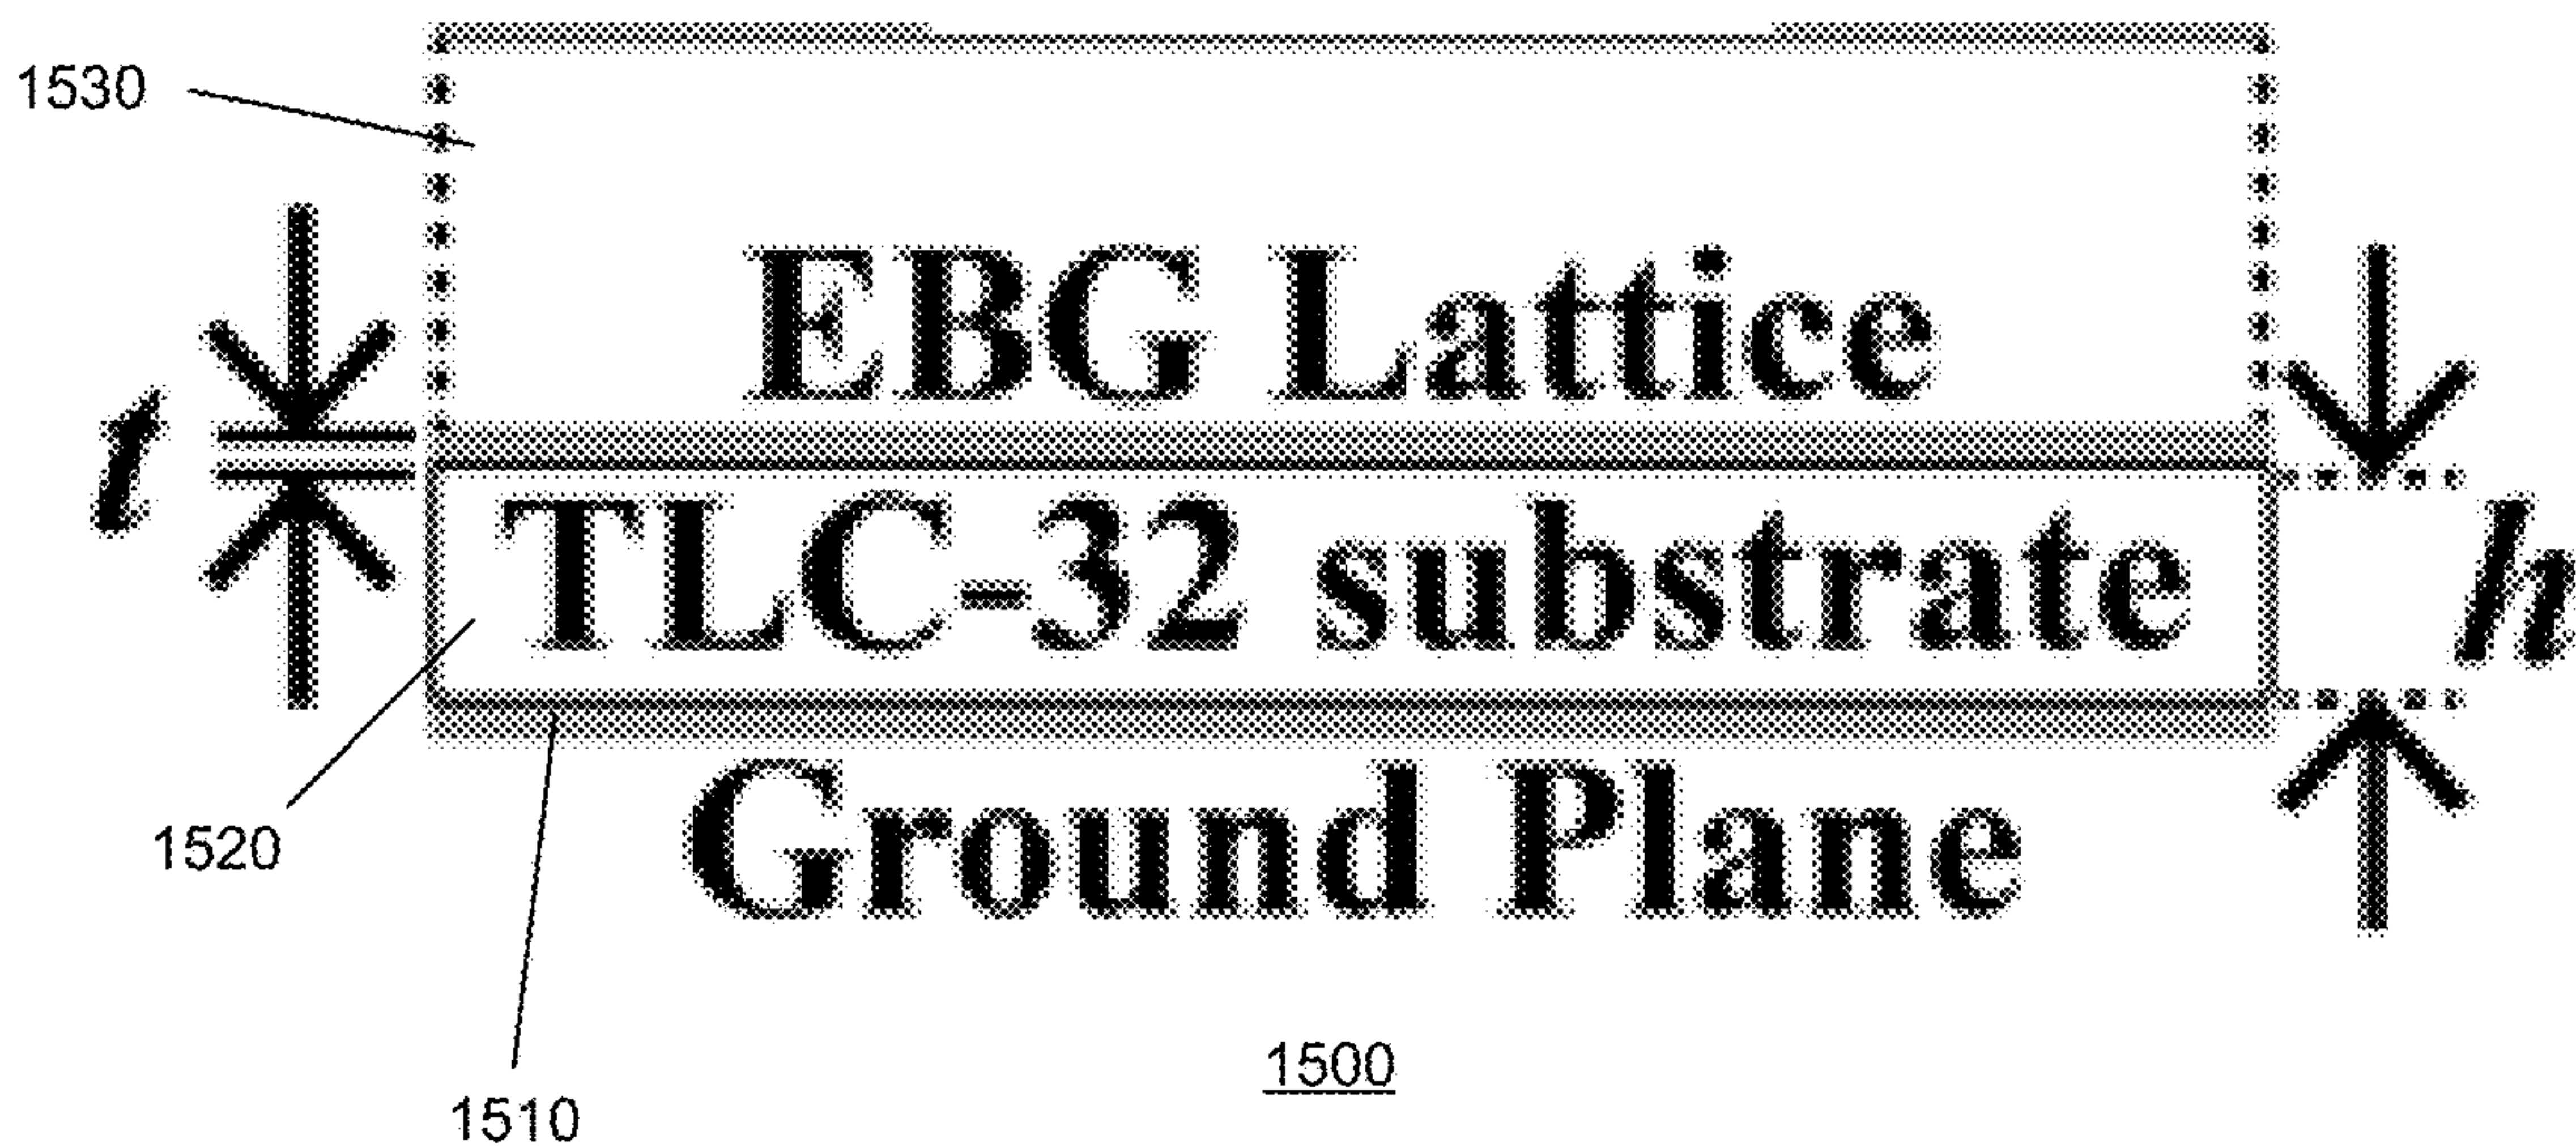 1530
EBG Lattice
t
TLC-32 substrate
h
1520
Ground Plane
1500
1510